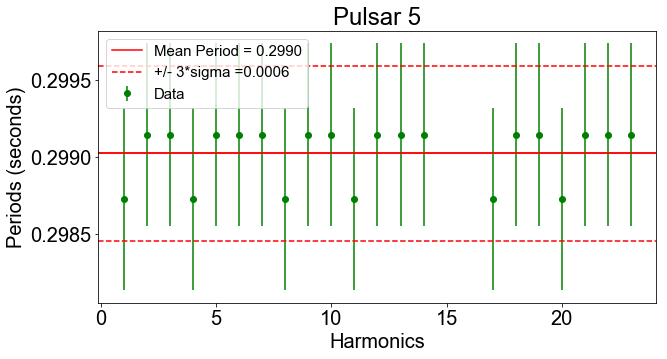 Pulsar 5
Mean Period = 0.2990
+/- 3*sigma =0.0006
Data
Periods (seconds)
0.2995
0.2990
0.2985
0 5 10 15 20
Harmonics